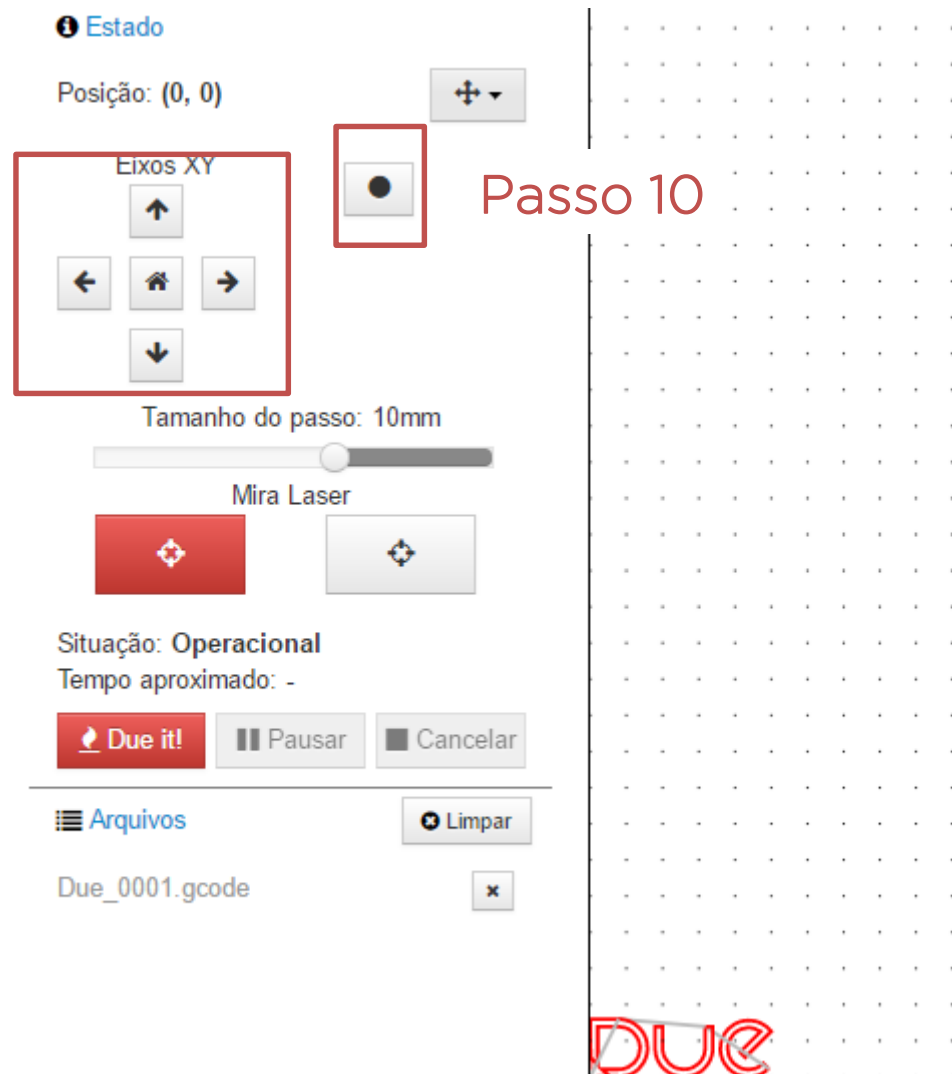 Estado
Posição: (0, 0)
Eixos XY
Passo 10
Tamanho do passo: 10mm
Mira Laser
Situação: Operacional
Tempo aproximado: -
Due it! Pausar Cancelar
Arquivos Limpar
Due_0001.gcode
Due